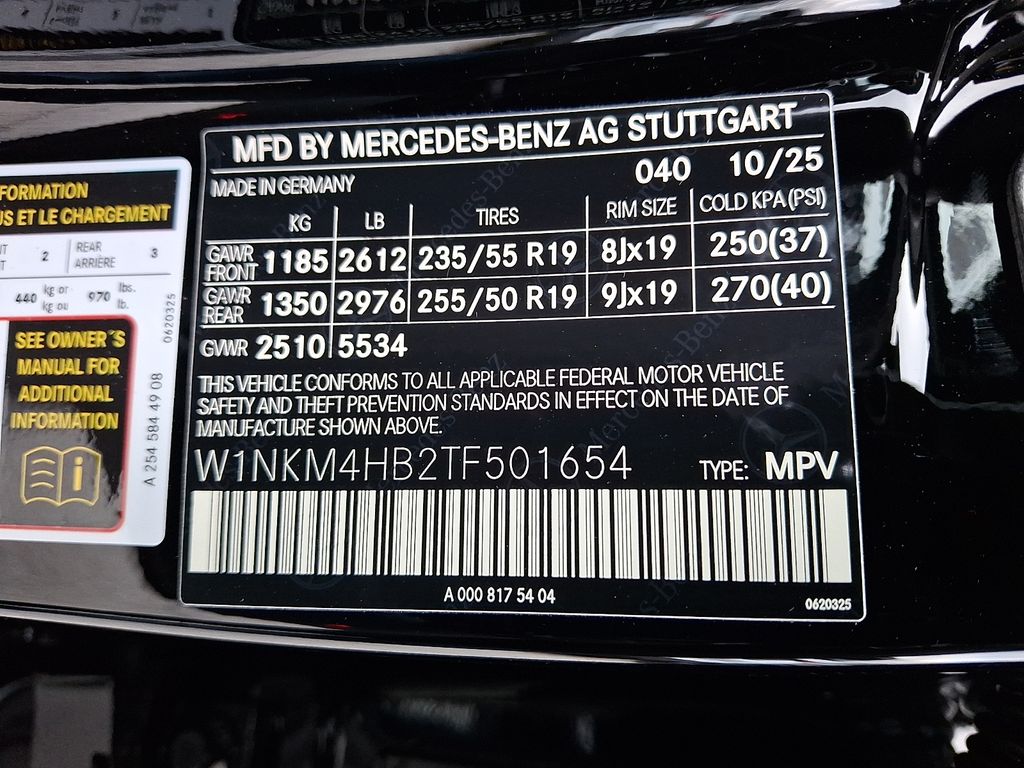 MFD BY MERCEDES-BENZ AG STUTTGART
MADE IN GERMANY 040 10/25
KG LB TIRES RIM SIZE COLD KPA (PSI)
GAWR FRONT 1185 2612 235/55 R19 8Jx19 250(37)
GAWR REAR 1350 2976 255/50 R19 9Jx19 270(40)
GVWR 2510 5534
THIS VEHICLE CONFORMS TO ALL APPLICABLE FEDERAL MOTOR VEHICLE
SAFETY AND THEFT PREVENTION STANDARDS IN EFFECT ON THE DATE OF
MANUFACTURE SHOWN ABOVE.
W1NKM4HB2TF501654 TYPE: MPV
A 000 817 54 04
0620325
FORMATION
US ET LE CHARGEMENT
2 REAR ARRIÈRE 3
440 kg or kg ou 970 lbs. lb.
SEE OWNER´S
MANUAL FOR
ADDITIONAL
INFORMATION
0620325
A 254 584 49 08